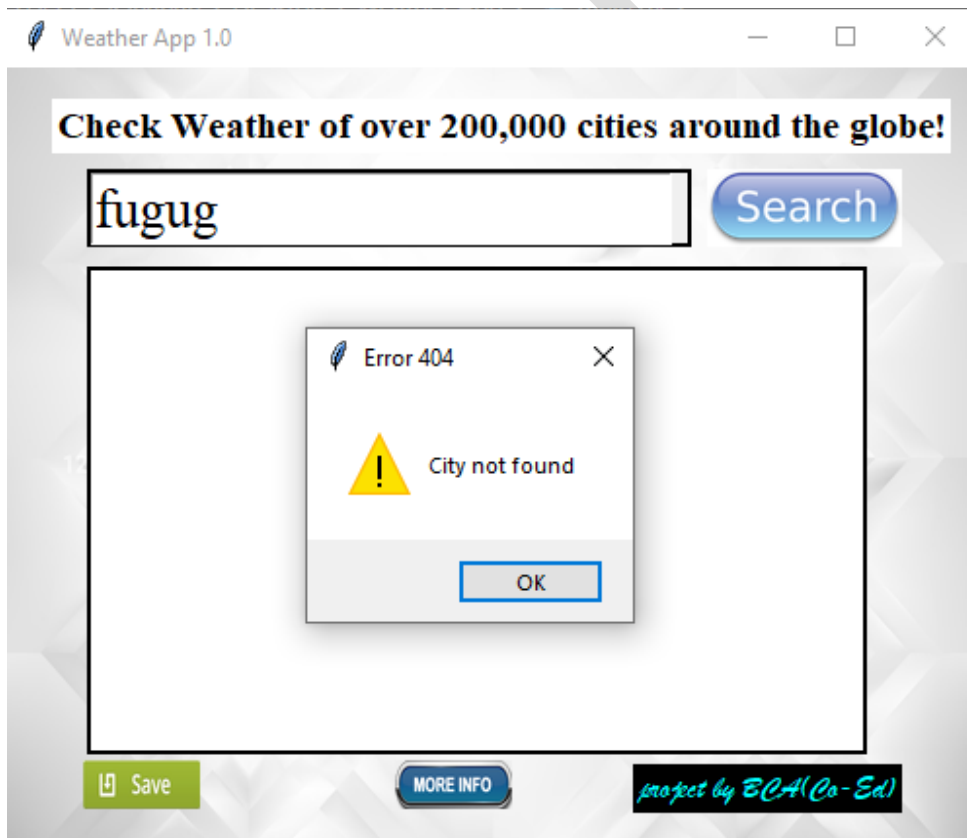 Weather App 1.0
Check Weather of over 200,000 cities around the globe!
fugug
Search
Error 404
City not found
OK
Save
MORE INFO
project by BCA(Co-Ed)